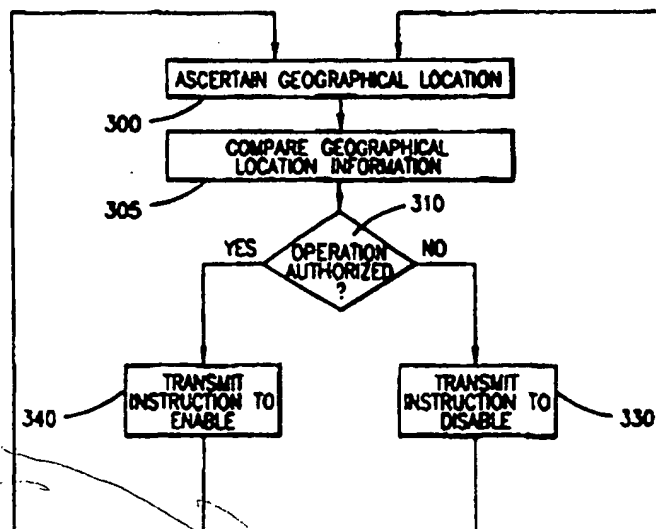 ASCERTAIN GEOGRAPHICAL LOCATION
300
COMPARE GEOGRAPHICAL
LOCATION INFORMATION
305
310
YES
OPERATION
AUTHORIZED
?
NO
TRANSMIT
INSTRUCTION TO
ENABLE
340
TRANSMIT
INSTRUCTION TO
DISABLE
330